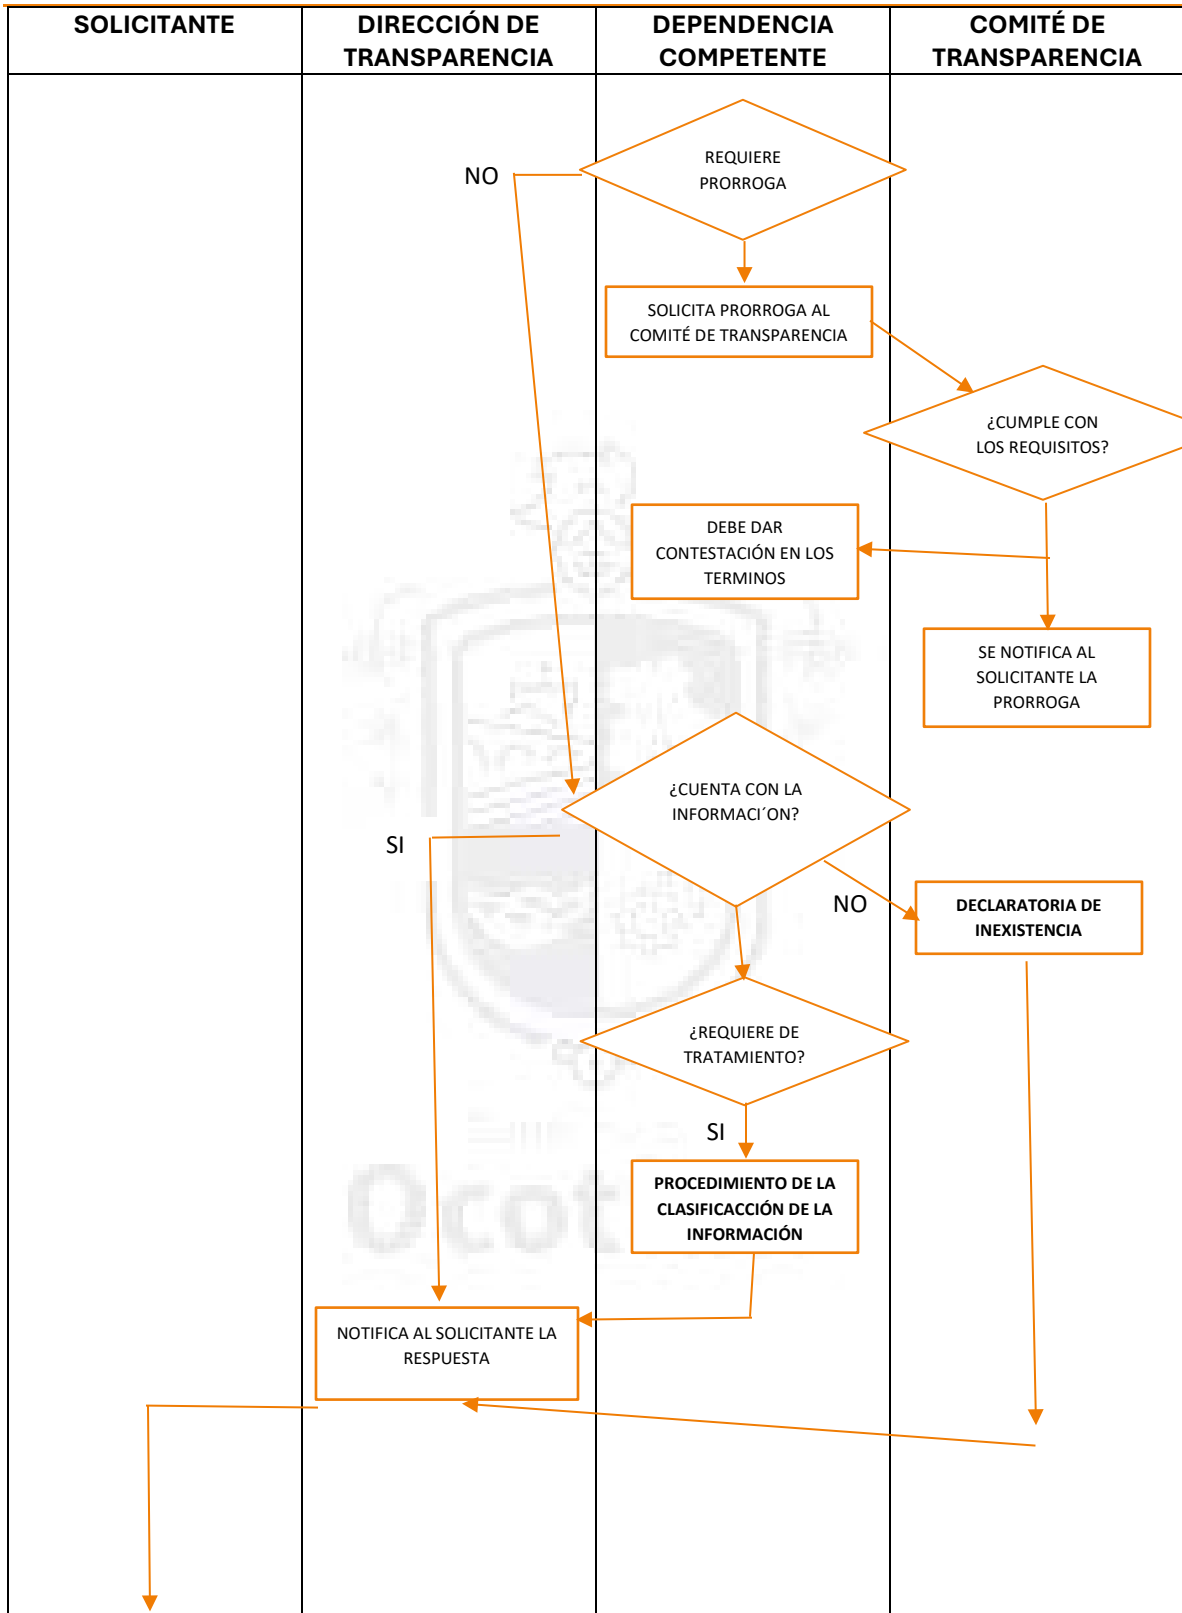 SOLICITANTE
DIRECCIÓN DE
TRANSPARENCIA
DEPENDENCIA
COMPETENTE
COMITÉ DE
TRANSPARENCIA
REQUIERE
PRORROGA
NO
SOLICITA PRORROGA AL
COMITÉ DE TRANSPARENCIA
¿CUMPLE CON
LOS REQUISITOS?
DEBE DAR
CONTESTACIÓN EN LOS
TERMINOS
SE NOTIFICA AL
SOLICITANTE LA
PRORROGA
¿CUENTA CON LA
INFORMACI´ON?
SI
NO
DECLARATORIA DE
INEXISTENCIA
¿REQUIERE DE
TRATAMIENTO?
SI
PROCEDIMIENTO DE LA
CLASIFICACCIÓN DE LA
INFORMACIÓN
Ocot
NOTIFICA AL SOLICITANTE LA
RESPUESTA